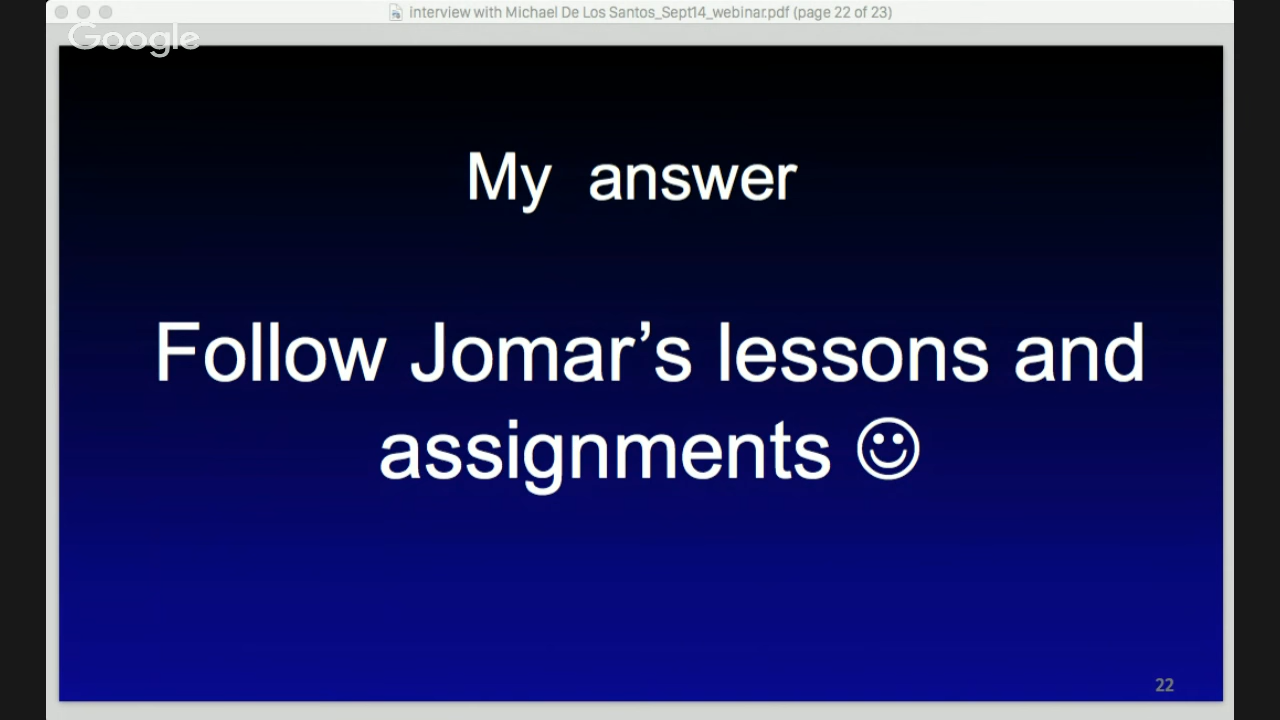 interview with Michael De Los Santos_Sept14_webinar.pdf (page 22 of 23)
Google
My answer
Follow Jomar's lessons and
assignments ☺
22